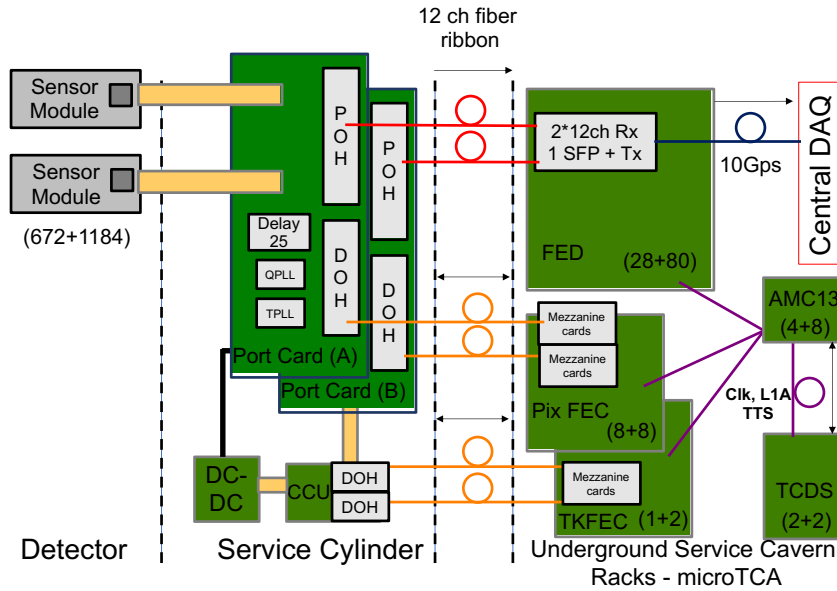 12 ch fiber
ribbon
Sensor
Module
Sensor
Module
(672+1184)
P
O
H
P
O
H
Delay
25
QPLL
TPLL
D
O
H
D
O
H
Port Card (A)
Port Card (B)
DC-
DC
CCU
DOH
DOH
2*12ch Rx
1 SFP + Tx
FED
(28+80)
10Gps
Central DAQ
Mezzanine
cards
Mezzanine
cards
Pix FEC
(8+8)
Mezzanine
cards
TKFEC
(1+2)
AMC13
(4+8)
Clk, L1A
TTS
TCDS
(2+2)
Detector
Service Cylinder
Underground Service Cavern
Racks - microTCA